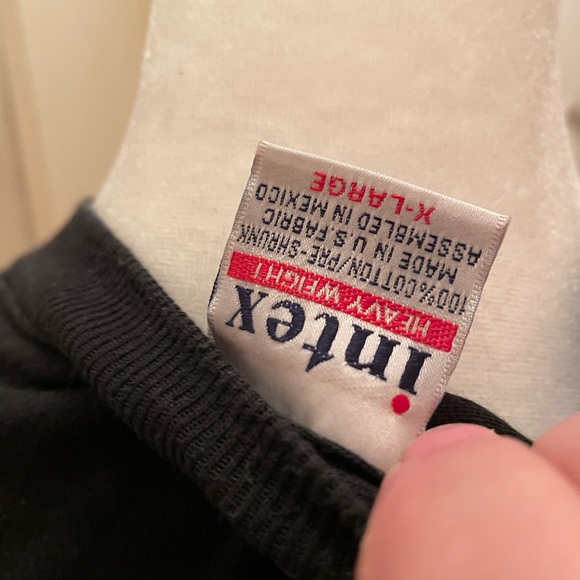 intex
HEAVY WEIGHT
100% COTTON/PRE-SHRUNK
MADE IN U.S. FABRIC
ASSEMBLED IN MEXICO
X-LARGE